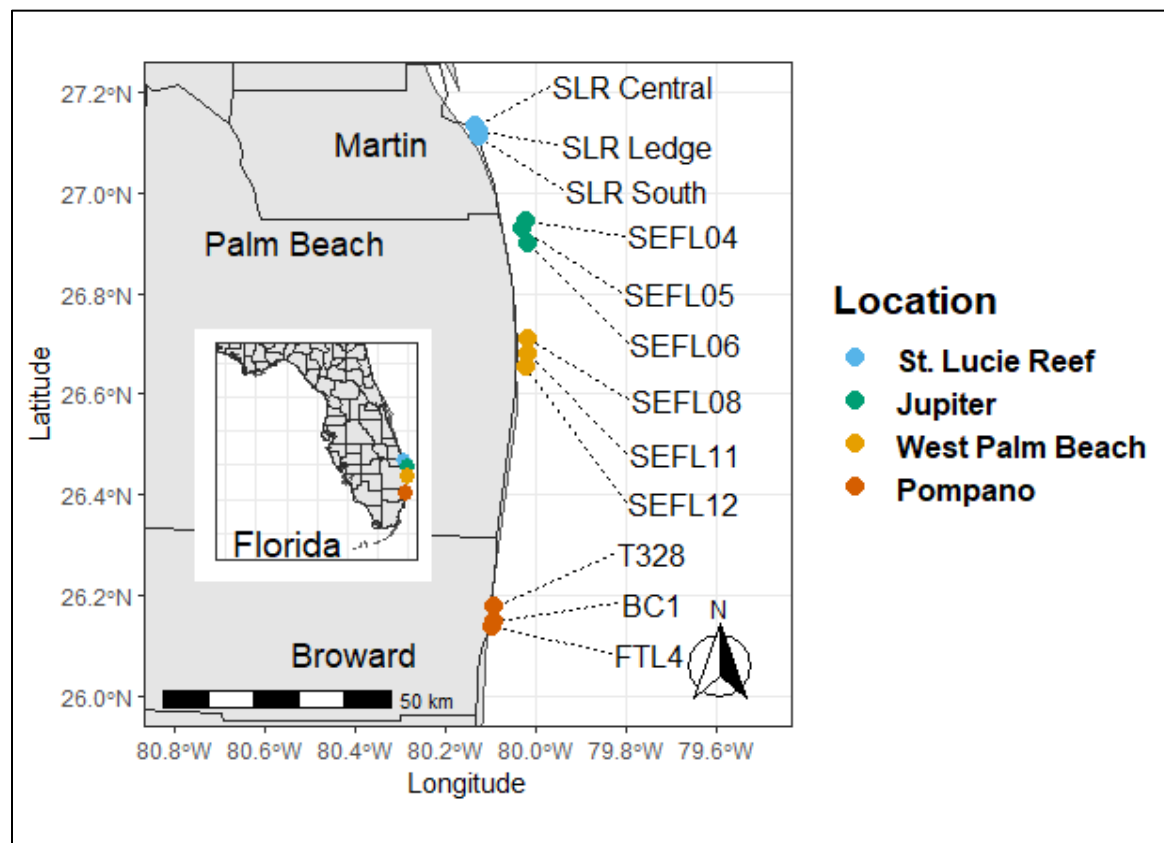 27.2°N
27.0°N
26.8°N
26.6°N
26.4°N
26.2°N
26.0°N
Latitude
80.8°W
80.6°W
80.4°W
80.2°W
80.0°W
79.8°W
79.6°W
Longitude
Martin
Palm Beach
Broward
Florida
50 km
SLR Central
SLR Ledge
SLR South
SEFL04
SEFL05
SEFL06
SEFL08
SEFL11
SEFL12
T328
BC1
FTL4
N
Location
St. Lucie Reef
Jupiter
West Palm Beach
Pompano